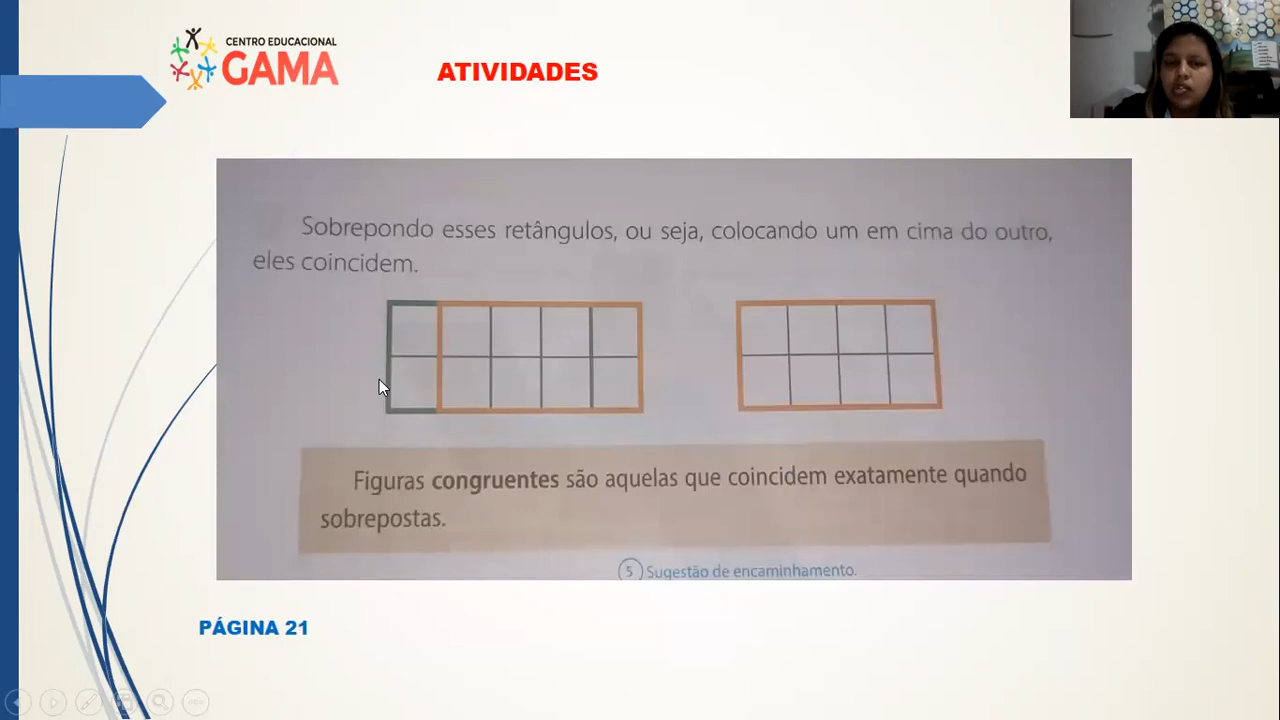 CENTRO EDUCACIONAL
GAMA
ATIVIDADES
Sobrepondo esses retângulos, ou seja, colocando um em cima do outro,
eles coincidem.
Figuras congruentes são aquelas que coincidem exatamente quando
sobrepostas.
5 Sugestão de encaminhamento.
PÁGINA 21